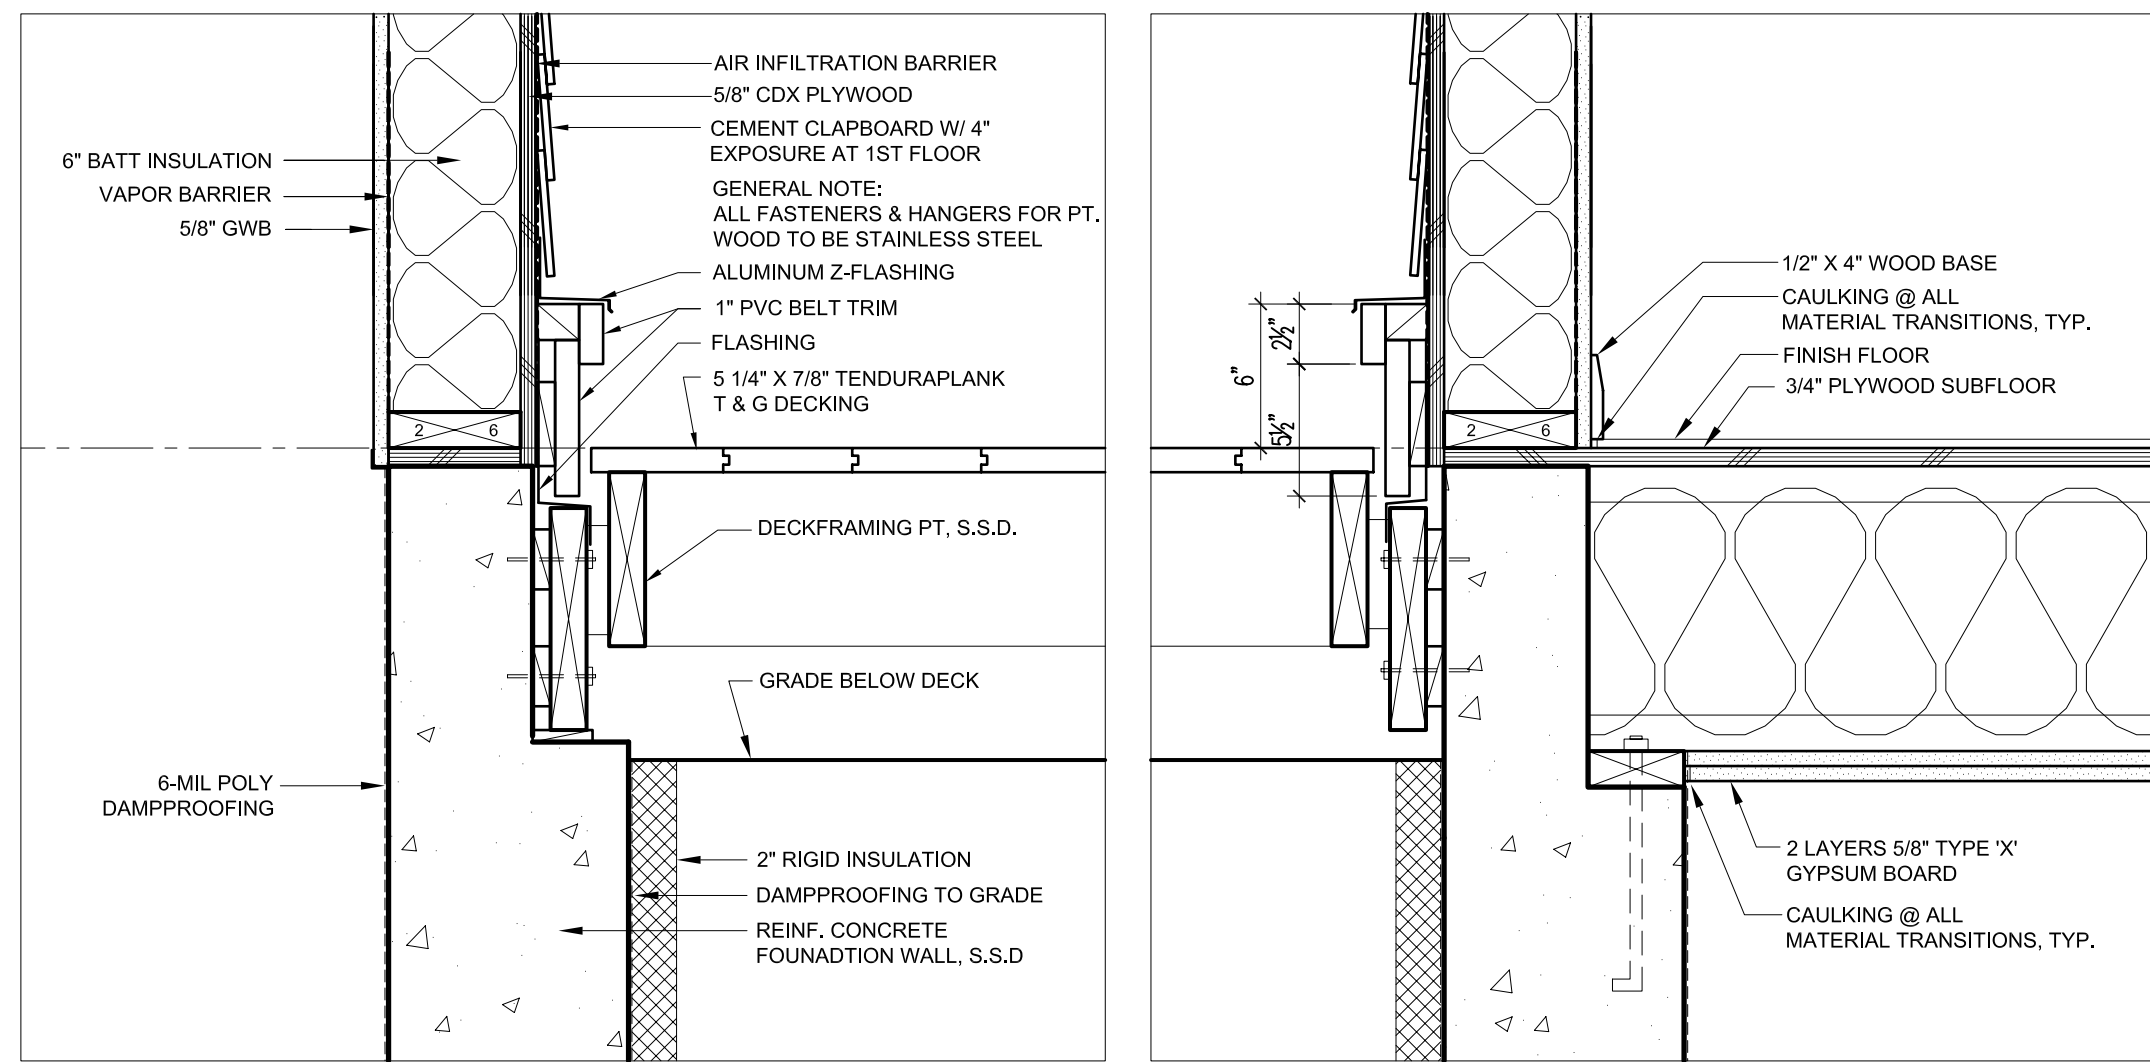 AIR INFILTRATION BARRIER
5/8" CDX PLYWOOD
CEMENT CLAPBOARD W/ 4"
EXPOSURE AT 1ST FLOOR
6" BATT INSULATION
VAPOR BARRIER
5/8" GWB
GENERAL NOTE:
ALL FASTENERS & HANGERS FOR PT.
WOOD TO BE STAINLESS STEEL
ALUMINUM Z-FLASHING
1" PVC BELT TRIM
FLASHING
5 1/4" X 7/8" TENDURAPLANK
T & G DECKING
2 6
DECKFRAMING PT, S.S.D.
GRADE BELOW DECK
6-MIL POLY
DAMPPROOFING
2" RIGID INSULATION
DAMPPROOFING TO GRADE
REINF. CONCRETE
FOUNADTION WALL, S.S.D
6"
2½"
5½"
2 6
1/2" X 4" WOOD BASE
CAULKING @ ALL
MATERIAL TRANSITIONS, TYP.
FINISH FLOOR
3/4" PLYWOOD SUBFLOOR
2 LAYERS 5/8" TYPE 'X'
GYPSUM BOARD
CAULKING @ ALL
MATERIAL TRANSITIONS, TYP.